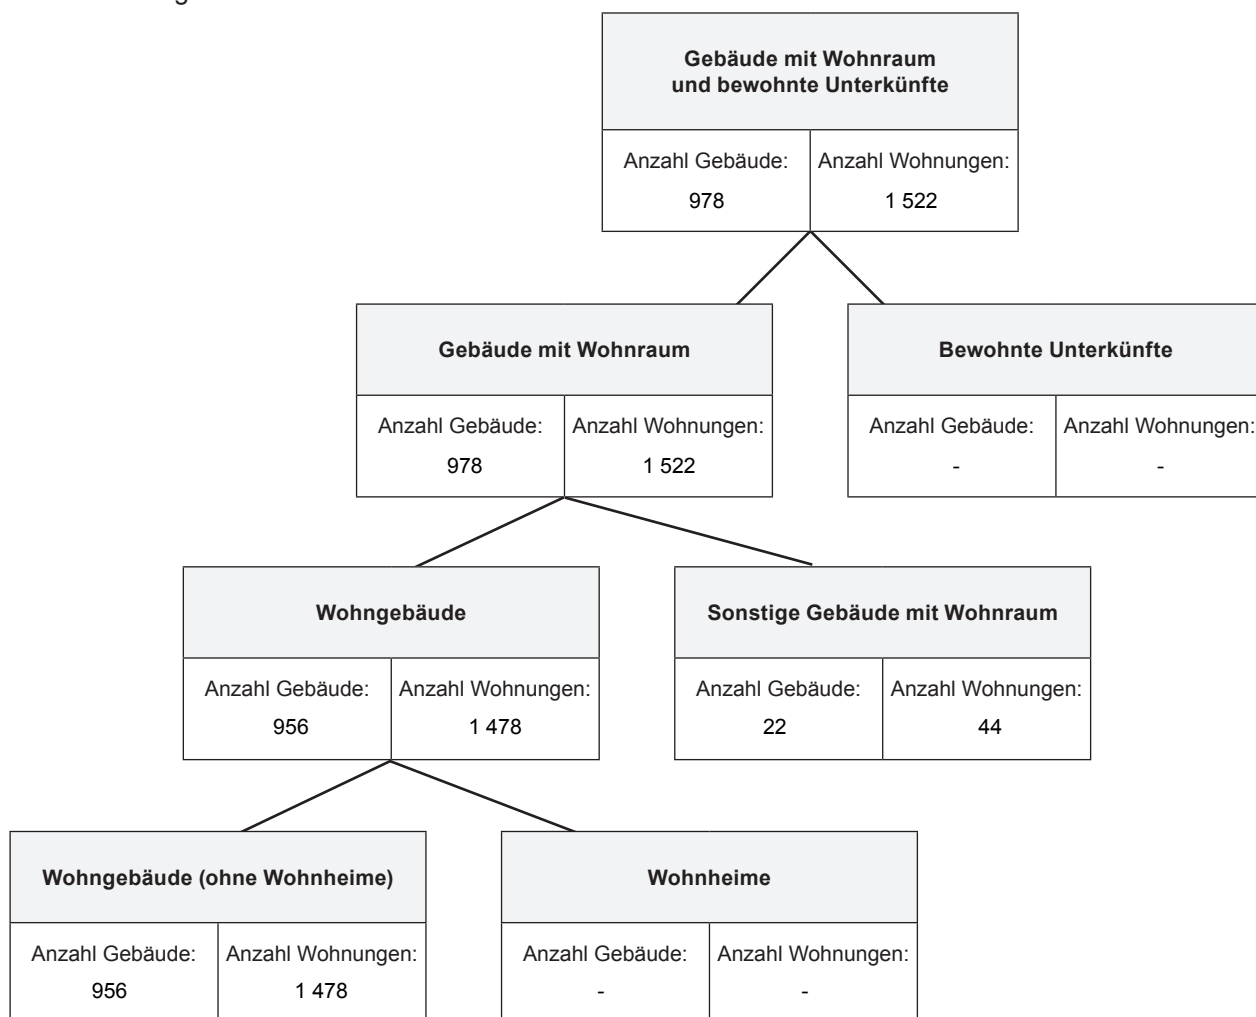 Gebäude mit Wohnraum
und bewohnte Unterkünfte
Anzahl Gebäude: Anzahl Wohnungen:
978 1 522
Gebäude mit Wohnraum
Bewohnte Unterkünfte
Anzahl Gebäude: Anzahl Wohnungen:
978 1 522
Anzahl Gebäude: Anzahl Wohnungen:
- -
Wohngebäude
Sonstige Gebäude mit Wohnraum
Anzahl Gebäude: Anzahl Wohnungen:
956 1 478
Anzahl Gebäude: Anzahl Wohnungen:
22 44
Wohngebäude (ohne Wohnheime)
Wohnheime
Anzahl Gebäude: Anzahl Wohnungen:
956 1 478
Anzahl Gebäude: Anzahl Wohnungen:
- -